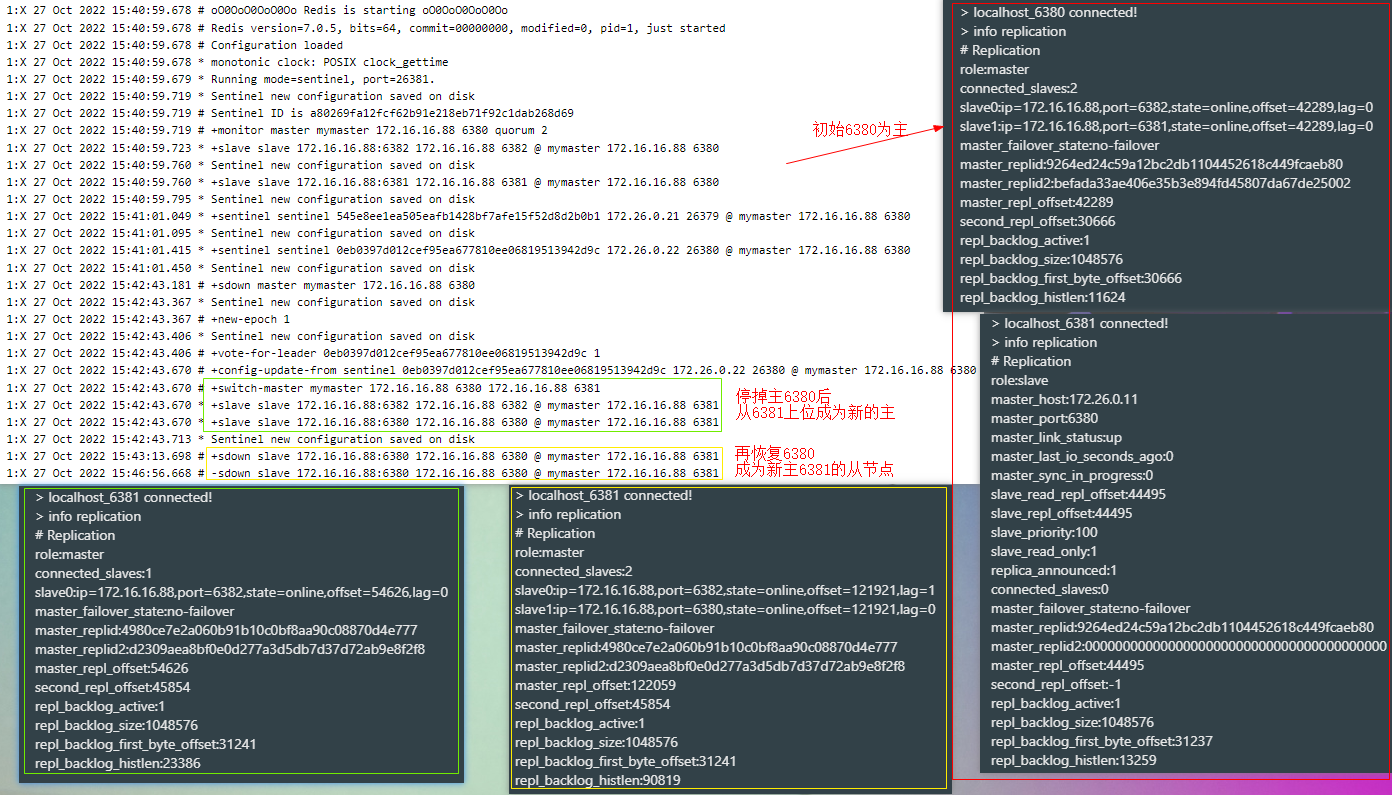 1:X 27 Oct 2022 15:40:59.678 # oO0OoO0OoO0Oo Redis is starting oO0OoO0OoO0Oo
1:X 27 Oct 2022 15:40:59.678 # Redis version=7.0.5, bits=64, commit=00000000, modified=0, pid=1, just started
1:X 27 Oct 2022 15:40:59.678 # Configuration loaded
1:X 27 Oct 2022 15:40:59.678 * monotonic clock: POSIX clock_gettime
1:X 27 Oct 2022 15:40:59.679 * Running mode=sentinel, port=26381.
1:X 27 Oct 2022 15:40:59.719 * Sentinel new configuration saved on disk
1:X 27 Oct 2022 15:40:59.719 # Sentinel ID is a80269fa12fcf62b91e218eb71f92c1dab268d69
1:X 27 Oct 2022 15:40:59.719 # +monitor master mymaster 172.16.16.88 6380 quorum 2
1:X 27 Oct 2022 15:40:59.723 * +slave slave 172.16.16.88:6382 172.16.16.88 6382 @ mymaster 172.16.16.88 6380
1:X 27 Oct 2022 15:40:59.760 * Sentinel new configuration saved on disk
1:X 27 Oct 2022 15:40:59.760 * +slave slave 172.16.16.88:6381 172.16.16.88 6381 @ mymaster 172.16.16.88 6380
1:X 27 Oct 2022 15:40:59.795 * Sentinel new configuration saved on disk
1:X 27 Oct 2022 15:41:01.049 * +sentinel sentinel 545e8ee1ea505eafb1428bf7afe15f52d8d2b0b1 172.26.0.21 26379 @ mymaster 172.16.16.88 6380
1:X 27 Oct 2022 15:41:01.095 * Sentinel new configuration saved on disk
1:X 27 Oct 2022 15:41:01.415 * +sentinel sentinel 0eb0397d012cef95ea677810ee06819513942d9c 172.26.0.22 26380 @ mymaster 172.16.16.88 6380
1:X 27 Oct 2022 15:41:01.450 * Sentinel new configuration saved on disk
1:X 27 Oct 2022 15:42:43.181 # +sdown master mymaster 172.16.16.88 6380
1:X 27 Oct 2022 15:42:43.367 * Sentinel new configuration saved on disk
1:X 27 Oct 2022 15:42:43.367 # +new-epoch 1
1:X 27 Oct 2022 15:42:43.406 * Sentinel new configuration saved on disk
1:X 27 Oct 2022 15:42:43.406 # +vote-for-leader 0eb0397d012cef95ea677810ee06819513942d9c 1
1:X 27 Oct 2022 15:42:43.670 # +config-update-from sentinel 0eb0397d012cef95ea677810ee06819513942d9c 172.26.0.22 26380 @ mymaster 172.16.16.88 6380
1:X 27 Oct 2022 15:42:43.670 # +switch-master mymaster 172.16.16.88 6380 172.16.16.88 6381
1:X 27 Oct 2022 15:42:43.670 * +slave slave 172.16.16.88:6382 172.16.16.88 6382 @ mymaster 172.16.16.88 6381
1:X 27 Oct 2022 15:42:43.670 * +slave slave 172.16.16.88:6380 172.16.16.88 6380 @ mymaster 172.16.16.88 6381
1:X 27 Oct 2022 15:42:43.713 * Sentinel new configuration saved on disk
1:X 27 Oct 2022 15:43:13.698 # +sdown slave 172.16.16.88:6380 172.16.16.88 6380 @ mymaster 172.16.16.88 6381
1:X 27 Oct 2022 15:46:56.668 # -sdown slave 172.16.16.88:6380 172.16.16.88 6380 @ mymaster 172.16.16.88 6381
初始6380为主
停掉主6380后
从6381上位成为新的主
再恢复6380
成为新主6381的从节点
> localhost_6380 connected!
> info replication
# Replication
role:master
connected_slaves:2
slave0:ip=172.16.16.88,port=6382,state=online,offset=42289,lag=0
slave1:ip=172.16.16.88,port=6381,state=online,offset=42289,lag=0
master_failover_state:no-failover
master_replid:9264ed24c59a12bc2db1104452618c449fcaeb80
master_replid2:befada33ae406e35b3e894fd45807da67de25002
master_repl_offset:42289
second_repl_offset:30666
repl_backlog_active:1
repl_backlog_size:1048576
repl_backlog_first_byte_offset:30666
repl_backlog_histlen:11624
> localhost_6381 connected!
> info replication
# Replication
role:slave
master_host:172.26.0.11
master_port:6380
master_link_status:up
master_last_io_seconds_ago:0
master_sync_in_progress:0
slave_read_repl_offset:44495
slave_repl_offset:44495
slave_priority:100
slave_read_only:1
replica_announced:1
connected_slaves:0
master_failover_state:no-failover
master_replid:9264ed24c59a12bc2db1104452618c449fcaeb80
master_replid2:0000000000000000000000000000000000000000
master_repl_offset:44495
second_repl_offset:-1
repl_backlog_active:1
repl_backlog_size:1048576
repl_backlog_first_byte_offset:31237
repl_backlog_histlen:13259
> localhost_6381 connected!
> info replication
# Replication
role:master
connected_slaves:1
slave0:ip=172.16.16.88,port=6382,state=online,offset=54626,lag=0
master_failover_state:no-failover
master_replid:4980ce7e2a060b91b10c0bf8aa90c08870d4e777
master_replid2:d2309aea8bf0e0d277a3d5db7d37d72ab9e8f2f8
master_repl_offset:54626
second_repl_offset:45854
repl_backlog_active:1
repl_backlog_size:1048576
repl_backlog_first_byte_offset:31241
repl_backlog_histlen:23386
> localhost_6381 connected!
> info replication
# Replication
role:master
connected_slaves:2
slave0:ip=172.16.16.88,port=6382,state=online,offset=121921,lag=1
slave1:ip=172.16.16.88,port=6380,state=online,offset=121921,lag=0
master_failover_state:no-failover
master_replid:4980ce7e2a060b91b10c0bf8aa90c08870d4e777
master_replid2:d2309aea8bf0e0d277a3d5db7d37d72ab9e8f2f8
master_repl_offset:122059
second_repl_offset:45854
repl_backlog_active:1
repl_backlog_size:1048576
repl_backlog_first_byte_offset:31241
repl_backlog_histlen:90819